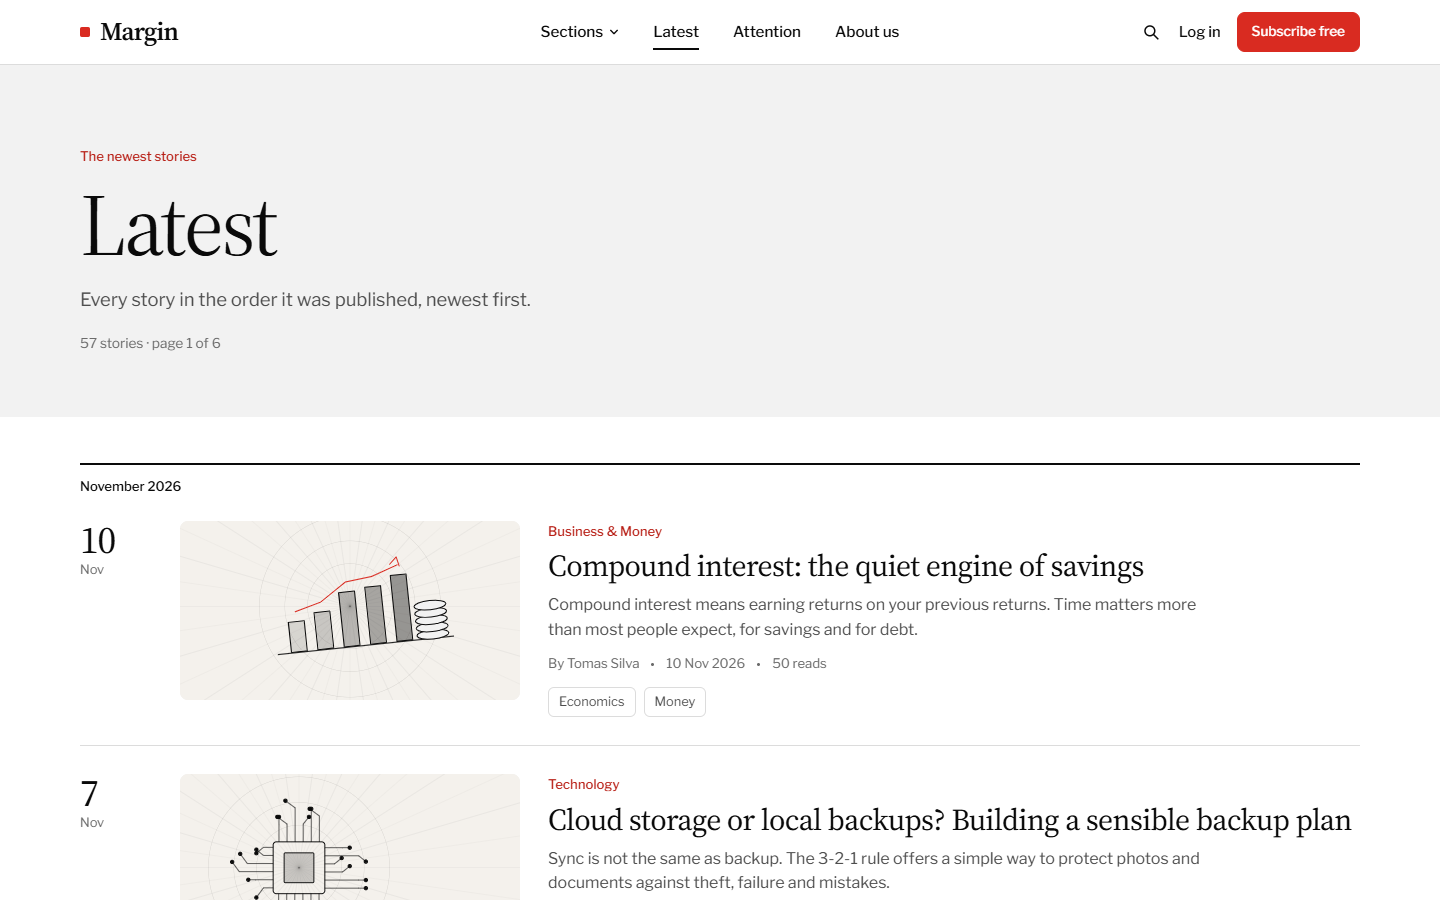 Margin
Sections
Latest
Attention
About us
Log in
Subscribe free
The newest stories
Latest
Every story in the order it was published, newest first.
57 stories · page 1 of 6
November 2026
10
Nov
Business & Money
Compound interest: the quiet engine of savings
Compound interest means earning returns on your previous returns. Time matters more
than most people expect, for savings and for debt.
By Tomas Silva • 10 Nov 2026 • 50 reads
Economics
Money
7
Nov
Technology
Cloud storage or local backups? Building a sensible backup plan
Sync is not the same as backup. The 3-2-1 rule offers a simple way to protect photos and
documents against theft, failure and mistakes.